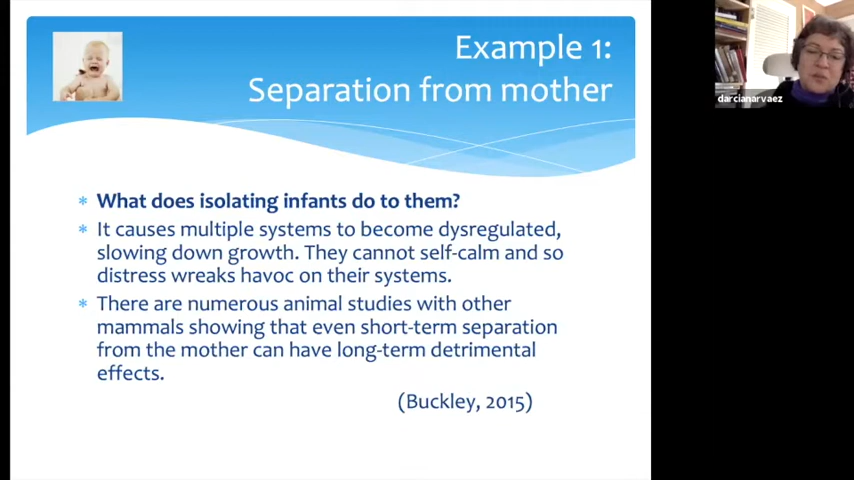 Example 1:
Separation from mother
darcianarvaez
* What does isolating infants do to them?
* It causes multiple systems to become dysregulated,
slowing down growth. They cannot self-calm and so
distress wreaks havoc on their systems.
* There are numerous animal studies with other
mammals showing that even short-term separation
from the mother can have long-term detrimental
effects.
(Buckley, 2015)